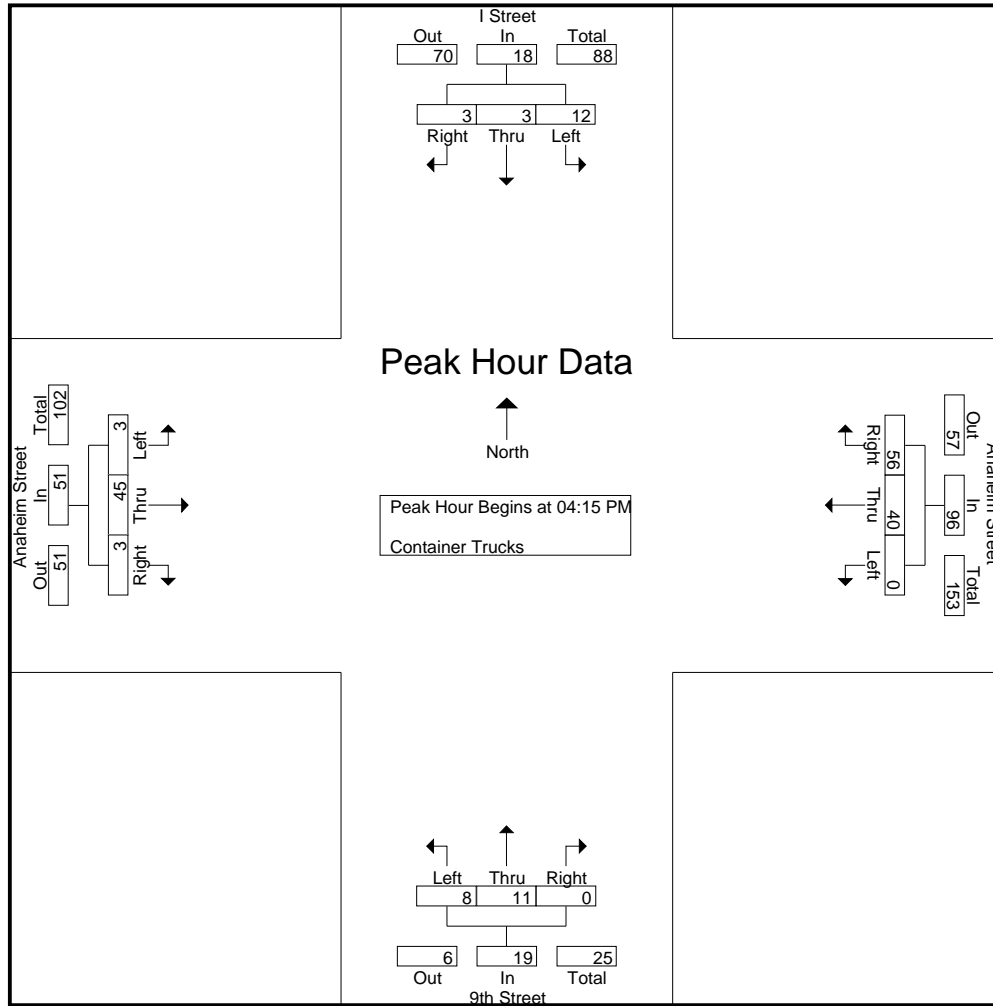 I Street
Out In Total
70 18 88
3 3 12
Right Thru Left
Peak Hour Data
North
Peak Hour Begins at 04:15 PM
Container Trucks
Anaheim Street
Total In Out
102 51 51
3 45 3
Left Thru Right
Anaheim Street
Out In Total
57 96 153
56 40 0
Right Thru Left
Left Thru Right
8 11 0
6 19 25
Out In Total
9th Street